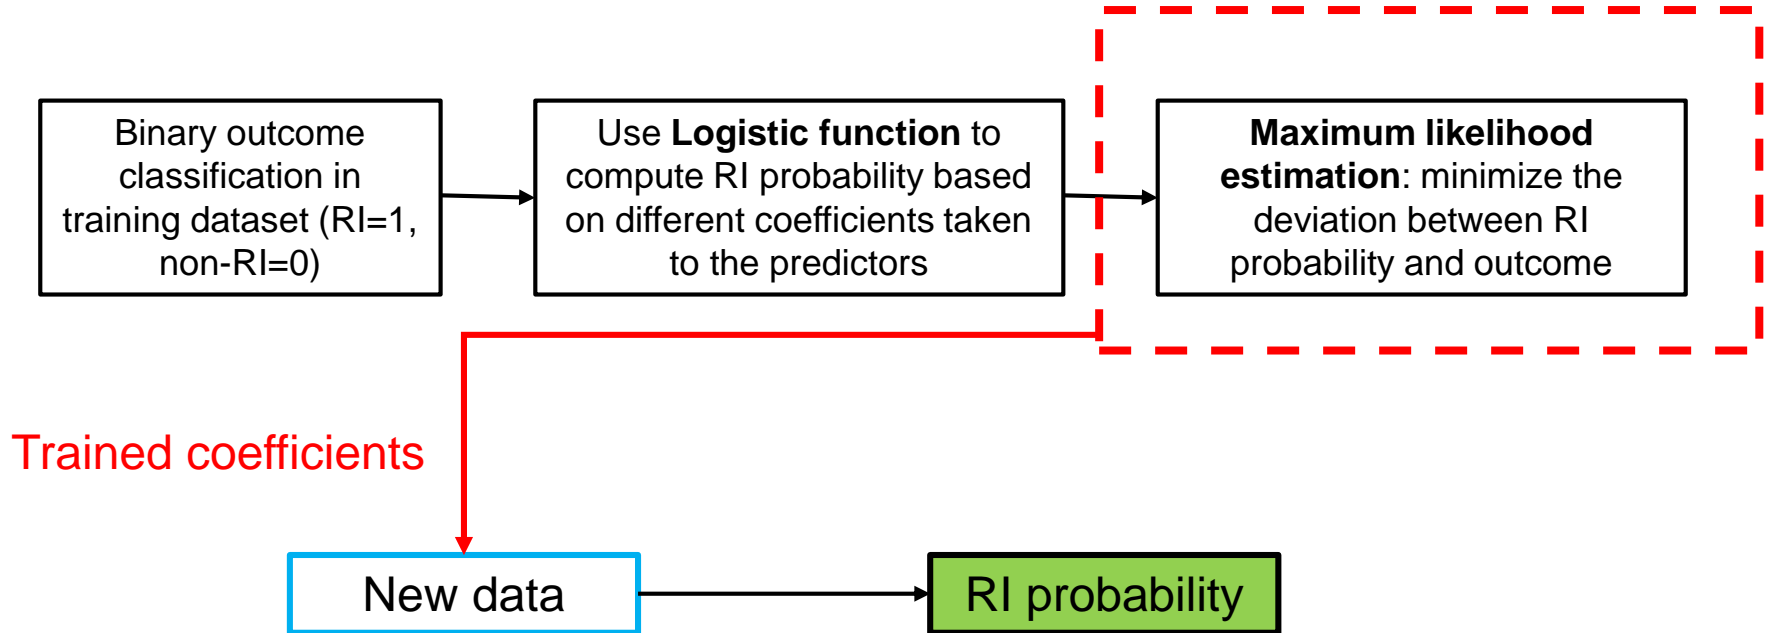 Binary outcome
classification in
training dataset (RI=1,
non-RI=0)
Use Logistic function to
compute RI probability based
on different coefficients taken
to the predictors
Maximum likelihood
estimation: minimize the
deviation between RI
probability and outcome
Trained coefficients
New data
RI probability